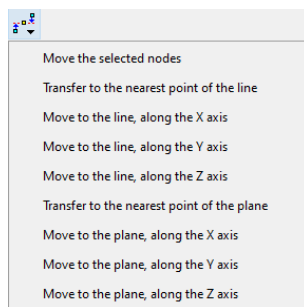 Move the selected nodes
Transfer to the nearest point of the line
Move to the line, along the X axis
Move to the line, along the Y axis
Move to the line, along the Z axis
Transfer to the nearest point of the plane
Move to the plane, along the X axis
Move to the plane, along the Y axis
Move to the plane, along the Z axis